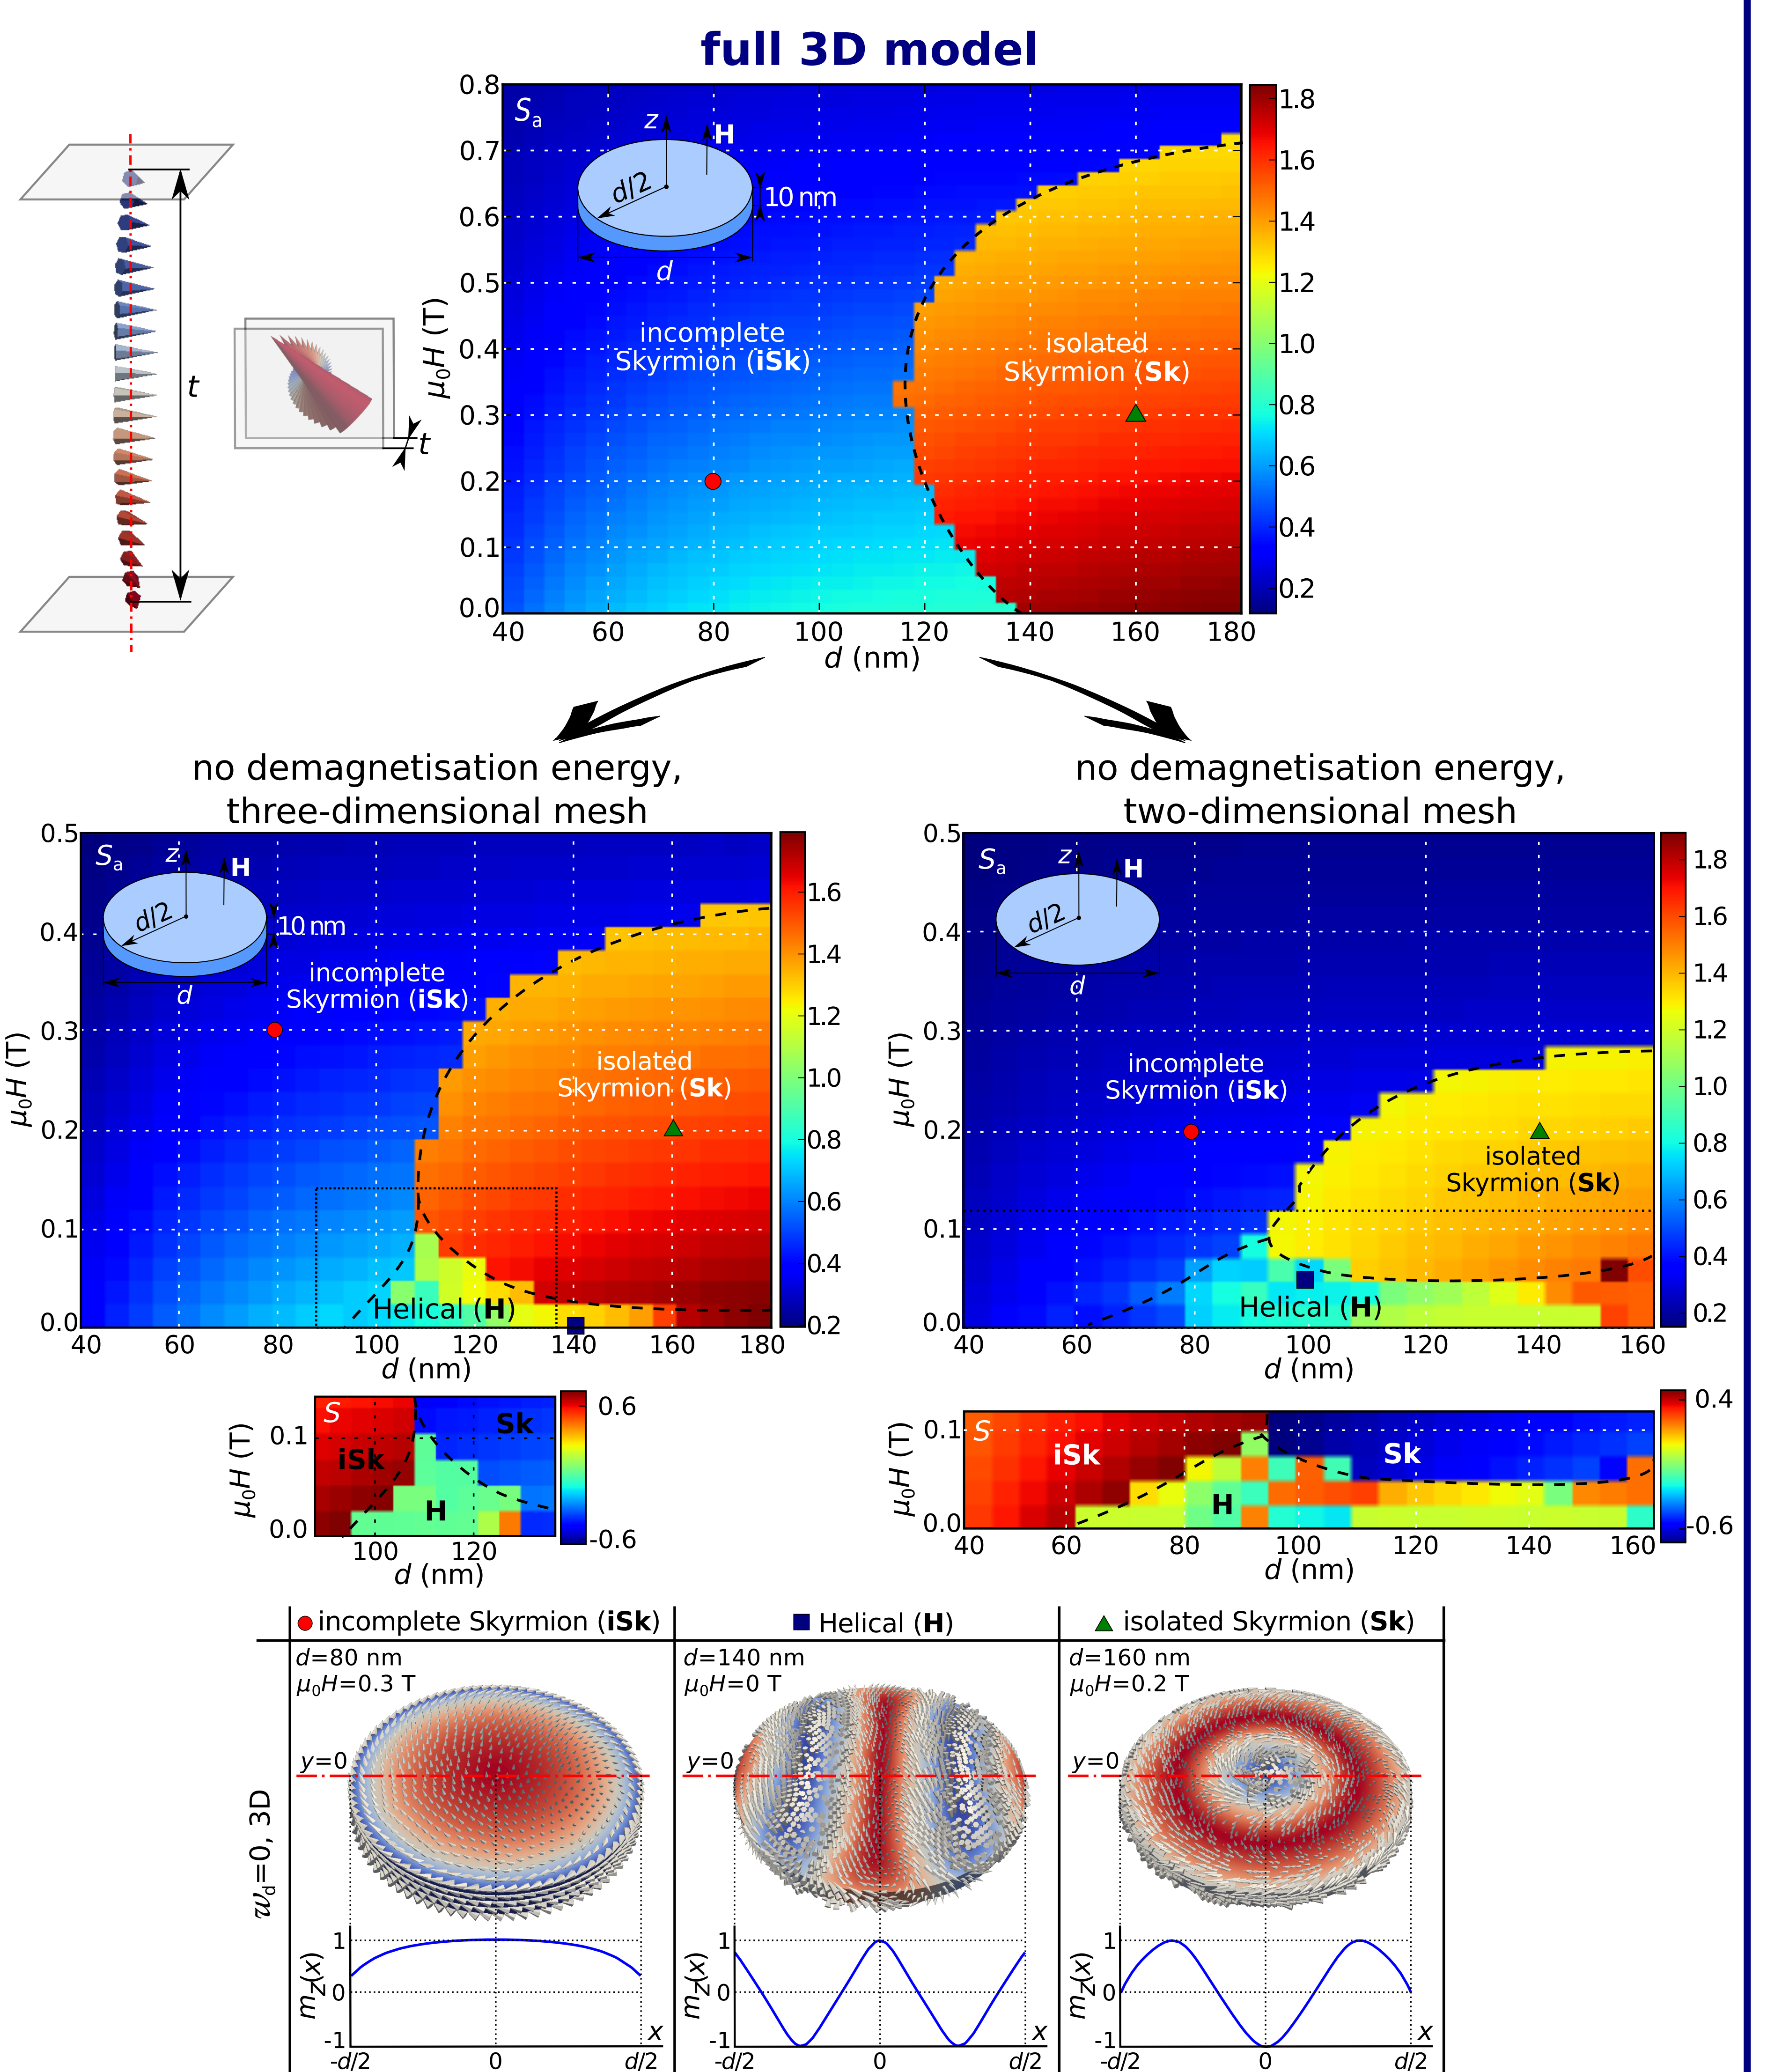 full 3D model
0.8
0.7
0.6
0.5
0.4
0.3
0.2
0.1
0.0
μ0H (T)
Sa
z
H
d/2
10 nm
d
incomplete
Skyrmion (iSk)
isolated
Skyrmion (Sk)
40 60 80 100 120 140 160 180
d (nm)
1.8
1.6
1.4
1.2
1.0
0.8
0.6
0.4
0.2
t
t
no demagnetisation energy,
three-dimensional mesh
0.5
0.4
0.3
0.2
0.1
0.0
μ0H (T)
Sa
z
H
d/2
10 nm
d
incomplete
Skyrmion (iSk)
isolated
Skyrmion (Sk)
Helical (H)
40 60 80 100 120 140 160 180
d (nm)
1.6
1.4
1.2
1.0
0.8
0.6
0.4
0.2
no demagnetisation energy,
two-dimensional mesh
0.5
0.4
0.3
0.2
0.1
0.0
μ0H (T)
Sa
z
H
d/2
d
incomplete
Skyrmion (iSk)
isolated
Skyrmion (Sk)
Helical (H)
40 60 80 100 120 140 160
d (nm)
1.8
1.6
1.4
1.2
1.0
0.8
0.6
0.4
0.2
S
iSk
Sk
H
0.1
0.0
μ0H (T)
100 120
d (nm)
0.6
-0.6
S
iSk
Sk
H
0.1
0.0
μ0H (T)
40 60 80 100 120 140 160
d (nm)
0.4
-0.6
incomplete Skyrmion (iSk)
Helical (H)
isolated Skyrmion (Sk)
wd=0, 3D
d=80 nm
μ0H=0.3 T
y=0
1
0
-1
mz(x)
x
-d/2 0 d/2
d=140 nm
μ0H=0 T
y=0
1
0
-1
mz(x)
x
-d/2 0 d/2
d=160 nm
μ0H=0.2 T
y=0
1
0
-1
mz(x)
x
-d/2 0 d/2